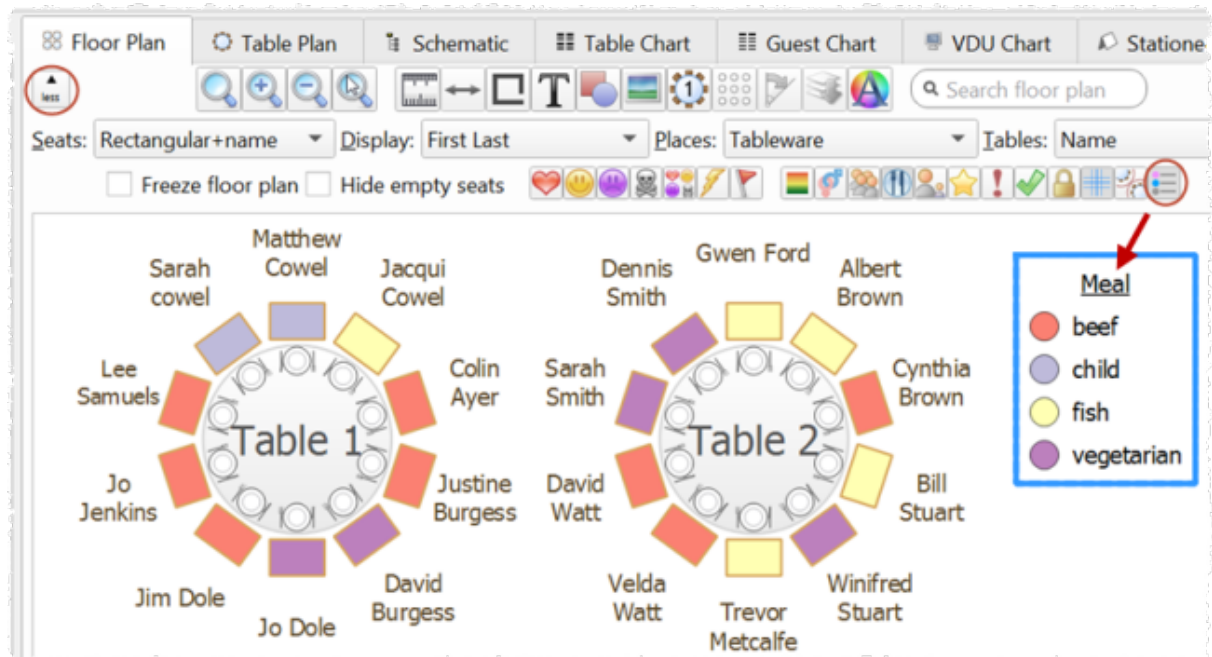 Floor Plan
Table Plan
Schematic
Table Chart
Guest Chart
VDU Chart
Statione
less
T
1
Search floor plan
Seats: Rectangular+name
Display: First Last
Places: Tableware
Tables: Name
Freeze floor plan
Hide empty seats
Matthew
Cowel
Sarah
cowel
Jacqui
Cowel
Lee
Samuels
Colin
Ayer
Table 1
Jo
Jenkins
Justine
Burgess
Jim Dole
Jo Dole
David
Burgess
Gwen Ford
Dennis
Smith
Albert
Brown
Sarah
Smith
Cynthia
Brown
Table 2
David
Watt
Bill
Stuart
Velda
Watt
Trevor
Metcalfe
Winifred
Stuart
Meal
beef
child
fish
vegetarian